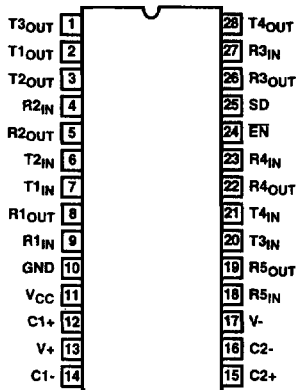 T3OUT 1 28 T4OUT
T1OUT 2 27 R3IN
T2OUT 3 26 R3OUT
R2IN 4 25 SD
R2OUT 5 24 E̅N̅
T2IN 6 23 R4IN
T1IN 7 22 R4OUT
R1OUT 8 21 T4IN
R1IN 9 20 T3IN
GND 10 19 R5OUT
VCC 11 18 R5IN
C1+ 12 17 V-
V+ 13 16 C2-
C1- 14 15 C2+